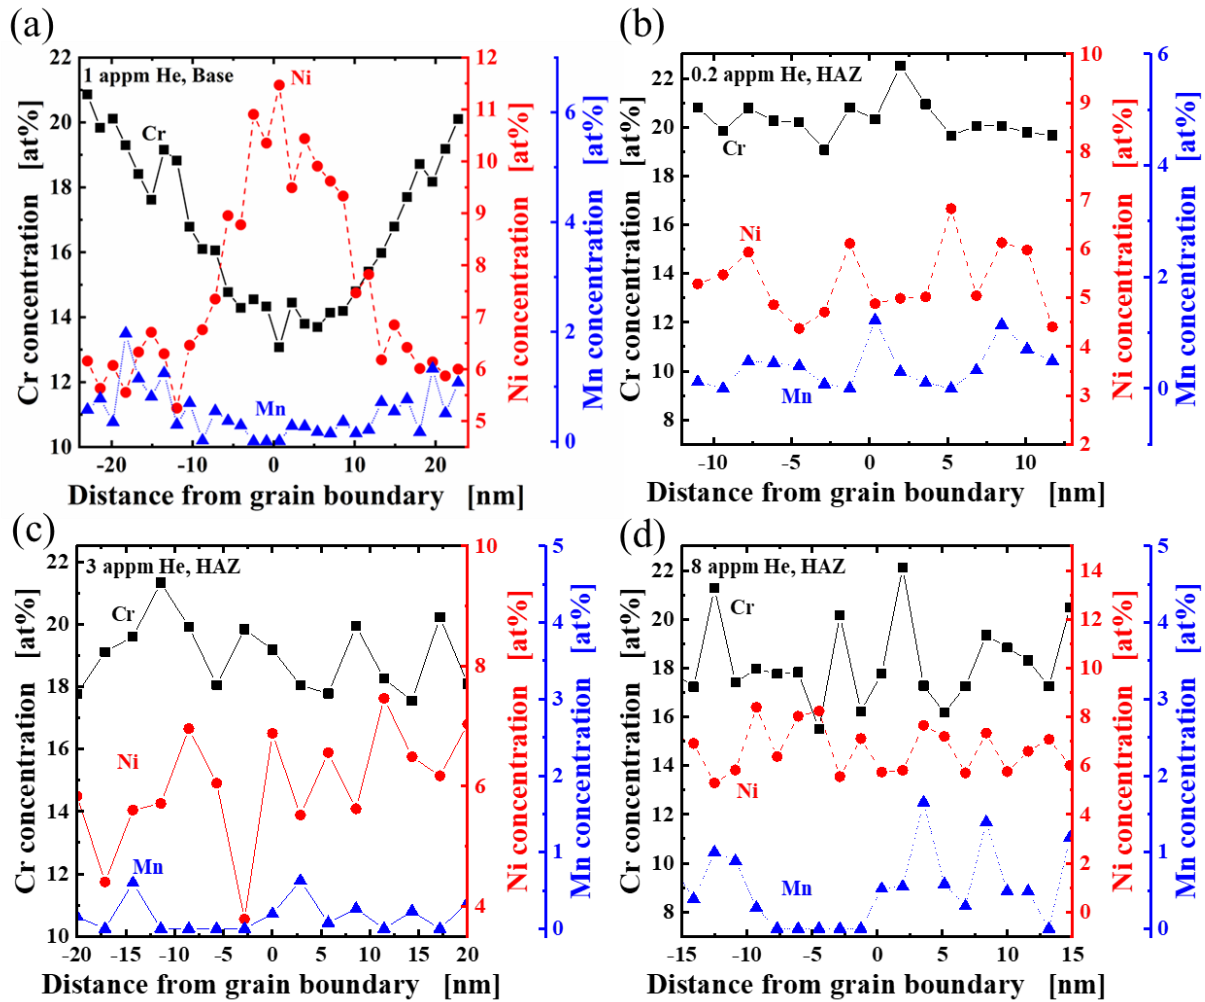 (a)
1 appm He, Base
Cr
Ni
Mn
22
20
18
16
14
12
10
Cr concentration [at%]
12
11
10
9
8
7
6
5
Ni concentration [at%]
6
4
2
0
Mn concentration [at%]
-20 -10 0 10 20
Distance from grain boundary [nm]
(b)
0.2 appm He, HAZ
Cr
Ni
Mn
22
20
18
16
14
12
10
8
Cr concentration [at%]
10
9
8
7
6
5
4
3
2
Ni concentration [at%]
6
4
2
0
Mn concentration [at%]
-10 -5 0 5 10
Distance from grain boundary [nm]
(c)
3 appm He, HAZ
Cr
Ni
Mn
22
20
18
16
14
12
10
Cr concentration [at%]
10
8
6
4
Ni concentration [at%]
5
4
3
2
1
0
Mn concentration [at%]
-20 -15 -10 -5 0 5 10 15 20
Distance from grain boundary [nm]
(d)
8 appm He, HAZ
Cr
Ni
Mn
22
20
18
16
14
12
10
8
Cr concentration [at%]
14
12
10
8
6
4
2
0
Ni concentration [at%]
5
4
3
2
1
0
Mn concentration [at%]
-15 -10 -5 0 5 10 15
Distance from grain boundary [nm]